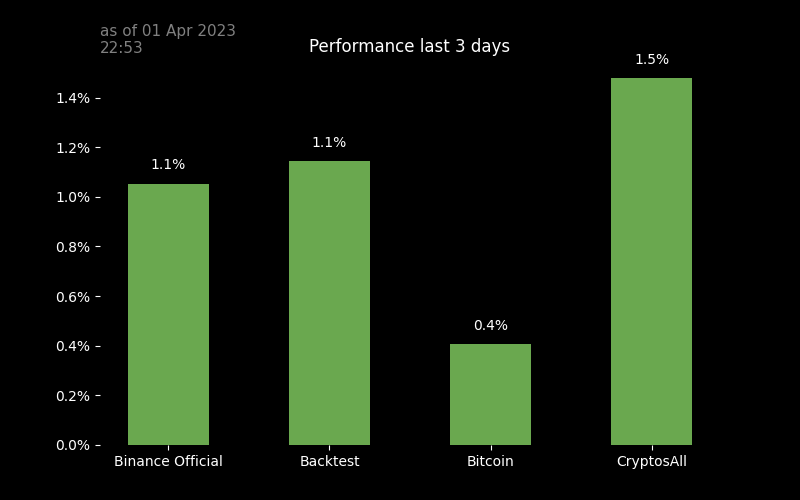 as of 01 Apr 2023
22:53
Performance last 3 days
1.5%
1.4%
1.2%
1.1%
1.1%
1.0%
0.8%
0.6%
0.4%
0.4%
0.2%
0.0%
Binance Official
Backtest
Bitcoin
CryptosAll